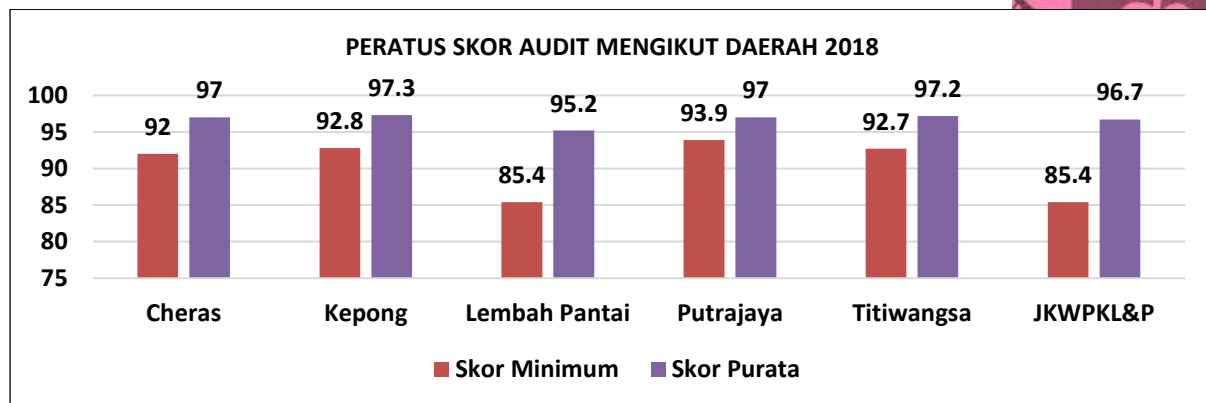 PERATUS SKOR AUDIT MENGIKUT DAERAH 2018
100
95
90
85
80
75
92
97
92.8
97.3
85.4
95.2
93.9
97
92.7
97.2
85.4
96.7
Cheras
Kepong
Lembah Pantai
Putrajaya
Titiwangsa
JKWPKL&P
Skor Minimum
Skor Purata